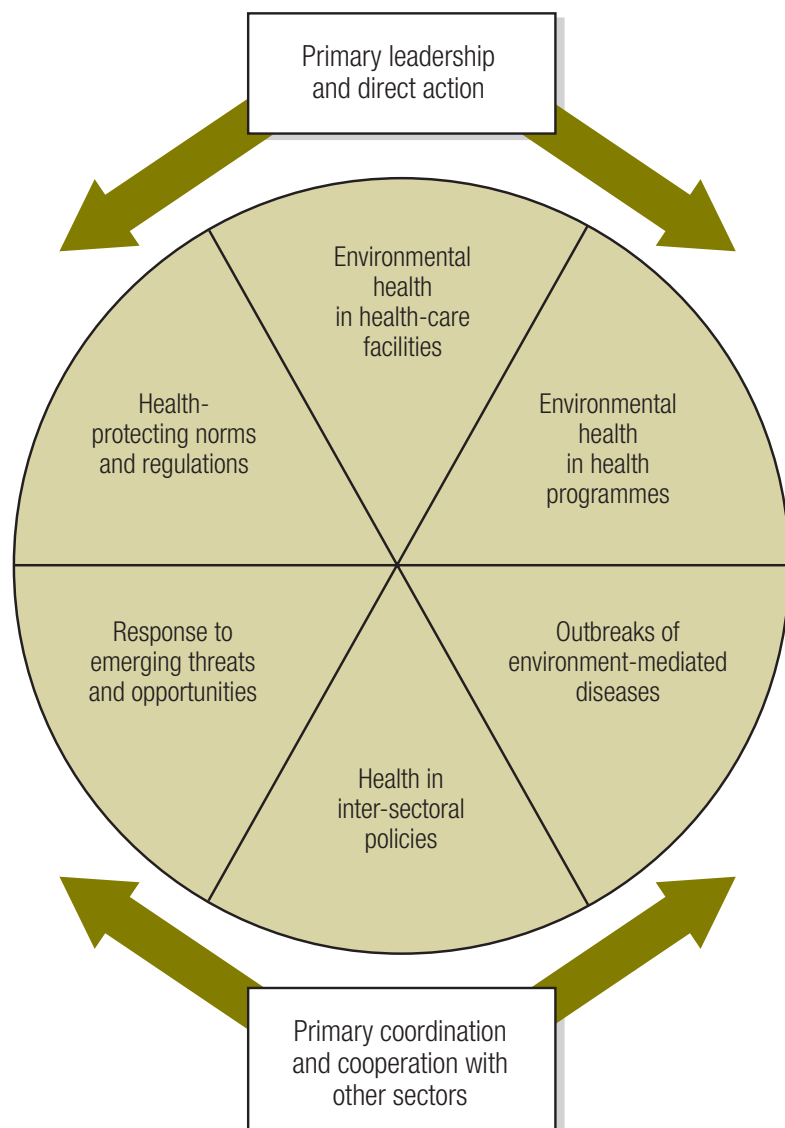 Primary leadership
and direct action
Environmental
health
in health-care
facilities
Health-
protecting norms
and regulations
Environmental
health
in health
programmes
Response to
emerging threats
and opportunities
Outbreaks of
environment-mediated
diseases
Health in
inter-sectoral
policies
Primary coordination
and cooperation with
other sectors